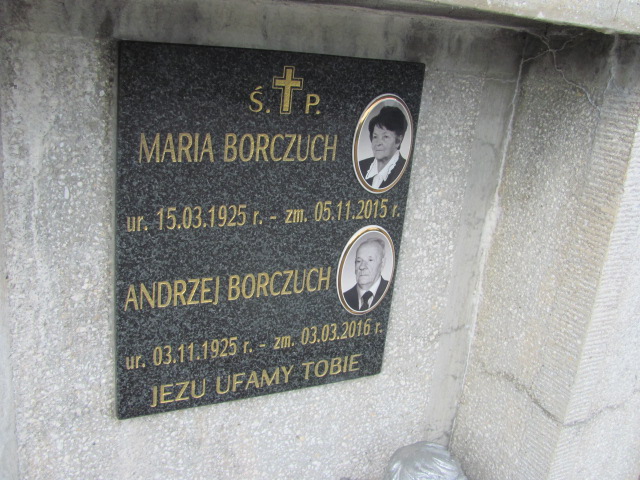 Ś.P.
MARIA BORCZUCH
ur. 15.03.1925 r. - zm. 05.11.2015 r.
ANDRZEJ BORCZUCH
ur. 03.11.1925 r. - zm. 03.03.2016 r.
JEZU UFAMY TOBIE